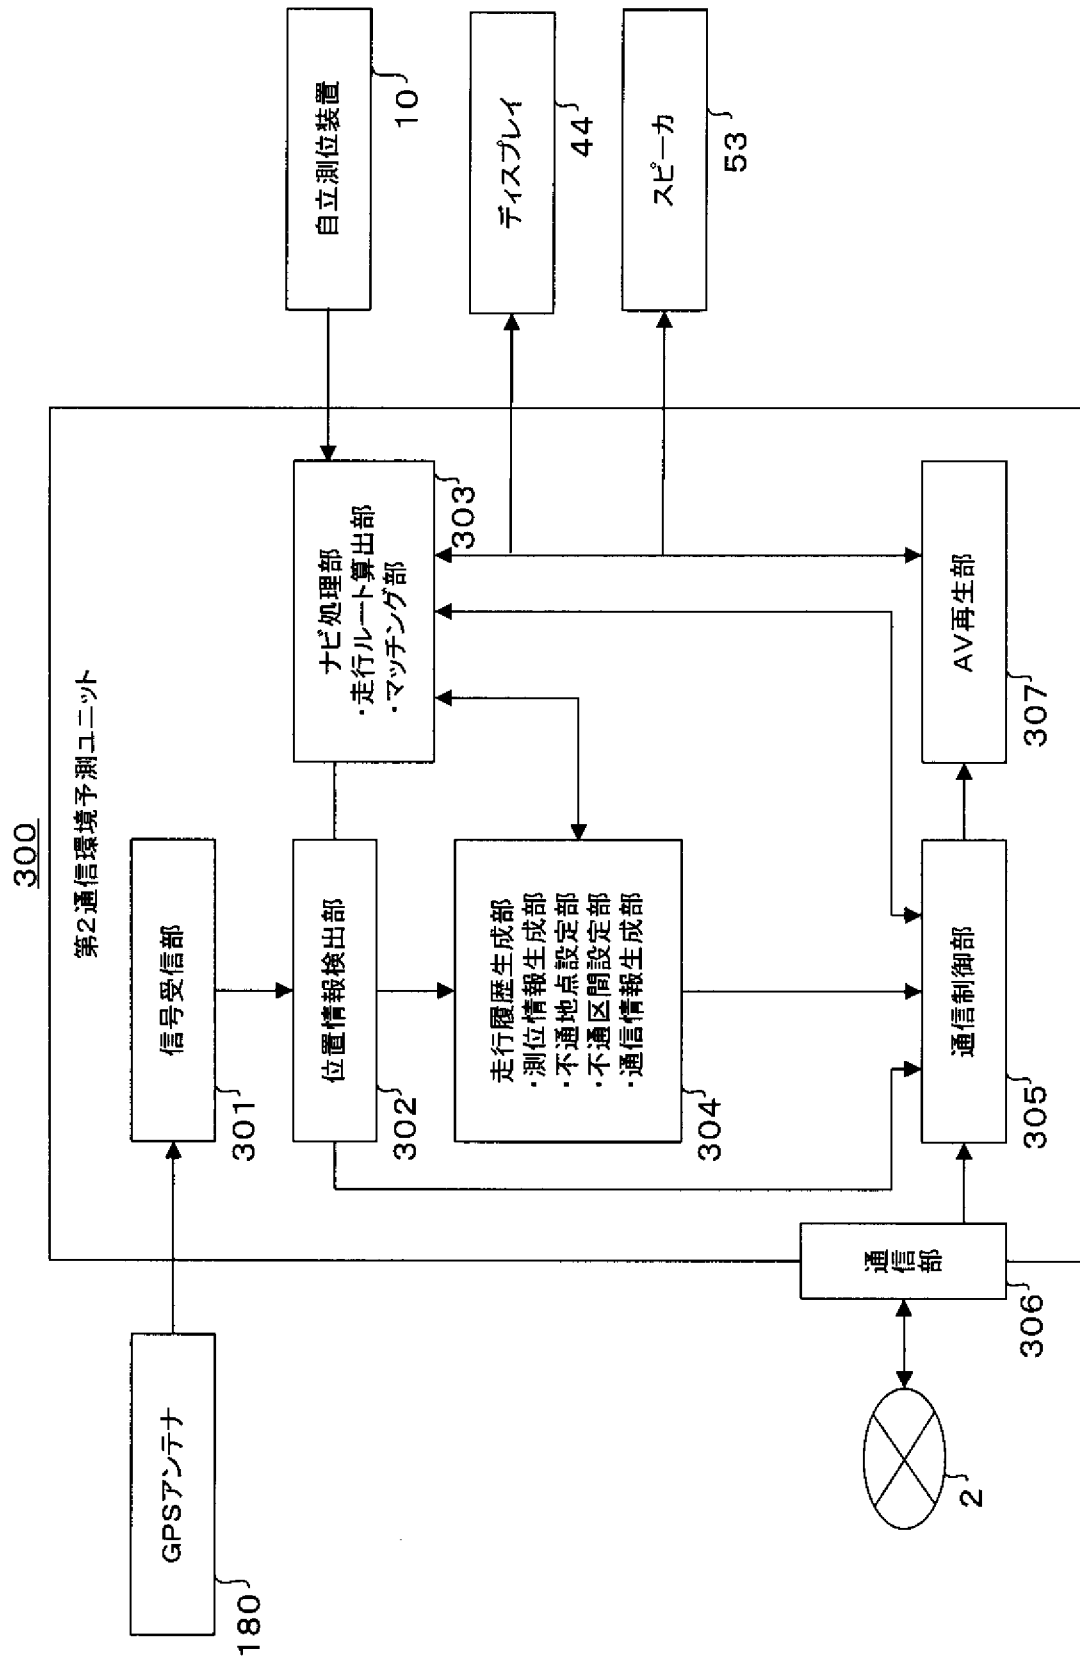 300
第2通信環境予測ユニット
GPSアンテナ
180
信号受信部
301
位置情報検出部
302
ナビ処理部
・走行ルート算出部
・マッチング部
303
自立測位装置
10
走行履歴生成部
・測位情報生成部
・不通地点設定部
・不通区間設定部
・通信情報生成部
304
ディスプレイ
44
スピーカ
53
2
通信部
306
通信制御部
305
AV再生部
307